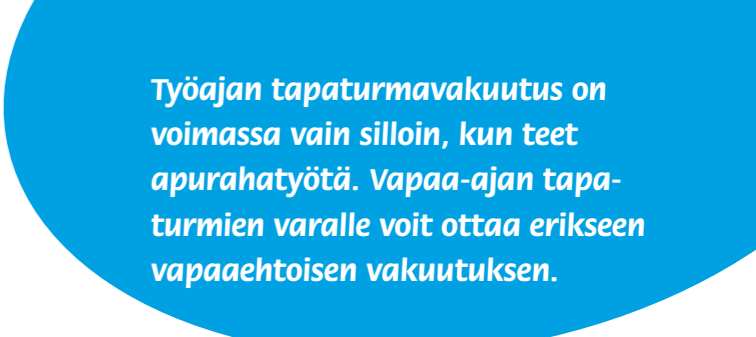 Työajan tapaturmavakuutus on
voimassa vain silloin, kun teet
apurahatyötä. Vapaa-ajan tapa-
turmien varalle voit ottaa erikseen
vapaaehtoisen vakuutuksen.